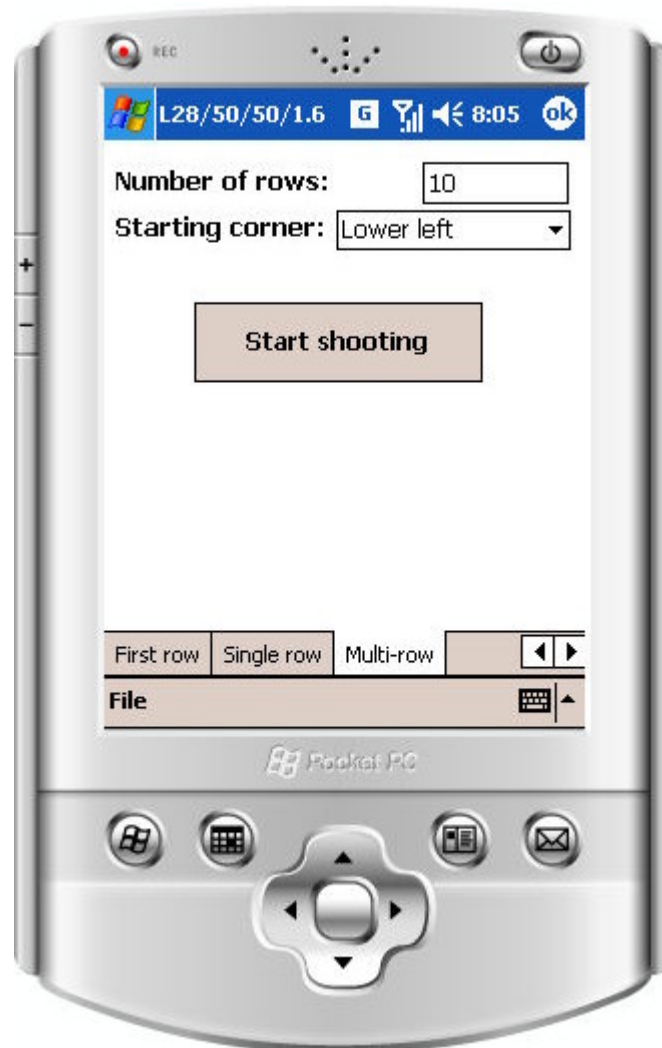 REC
L28/50/50/1.6 G 8:05 ok
Number of rows: 10
Starting corner: Lower left
Start shooting
First row Single row Multi-row
File
Pocket PC